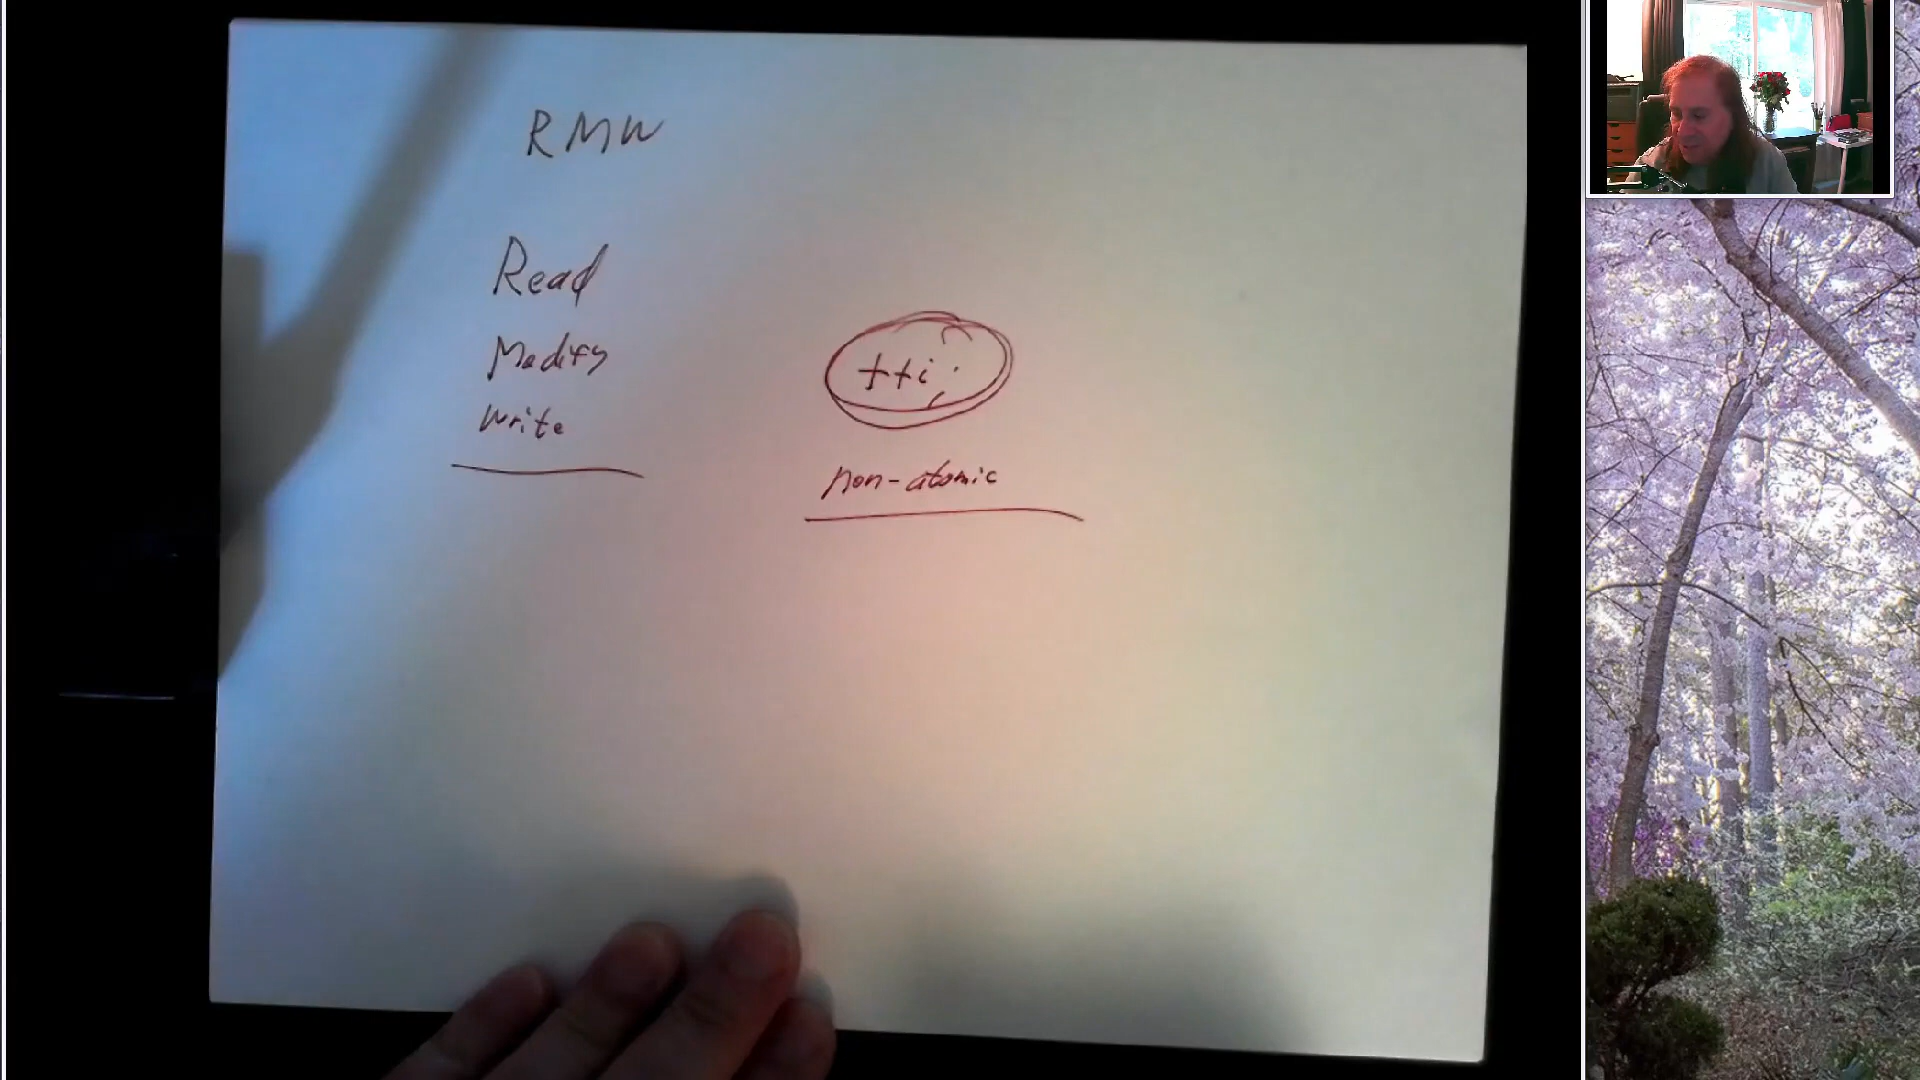 RMW
Read
Modify
Write
++i;
non-atomic